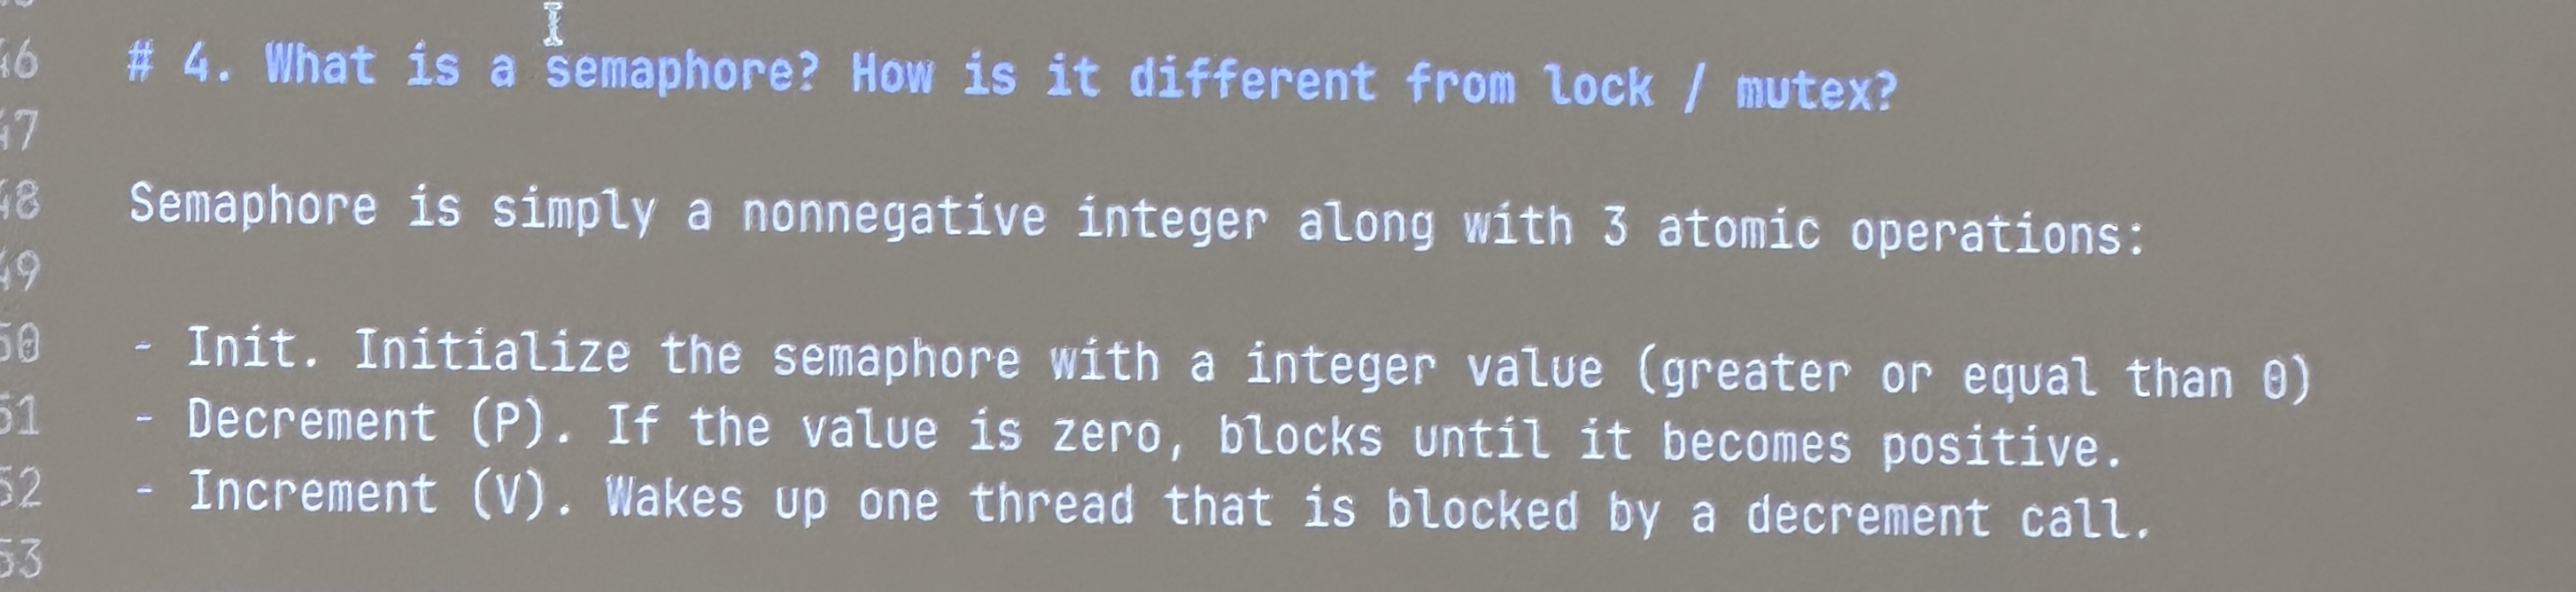 46 # 4. What is a semaphore? How is it different from lock / mutex?
47
48 Semaphore is simply a nonnegative integer along with 3 atomic operations:
49
50 - Init. Initialize the semaphore with a integer value (greater or equal than 0)
51 - Decrement (P). If the value is zero, blocks until it becomes positive.
52 - Increment (V). Wakes up one thread that is blocked by a decrement call.
53